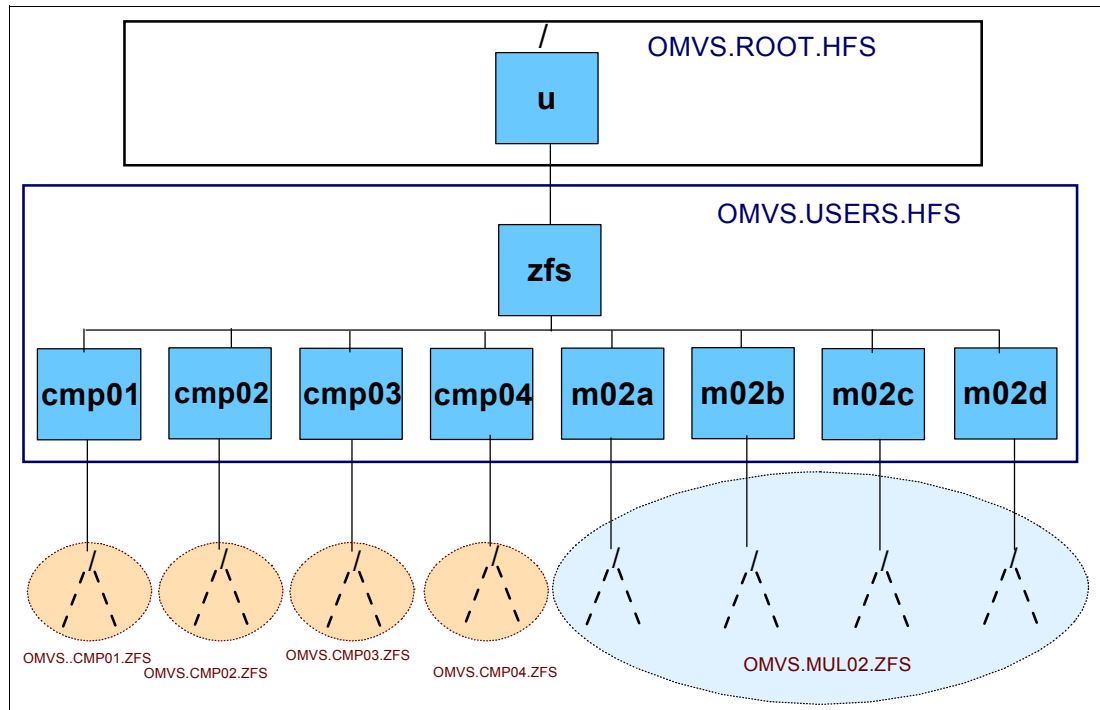 /
OMVS.ROOT.HFS
u
OMVS.USERS.HFS
zfs
cmp01
cmp02
cmp03
cmp04
m02a
m02b
m02c
m02d
/
/
/
/
/
/
/
/
OMVS..CMP01.ZFS
OMVS.CMP02.ZFS
OMVS.CMP03.ZFS
OMVS.CMP04.ZFS
OMVS.MUL02.ZFS